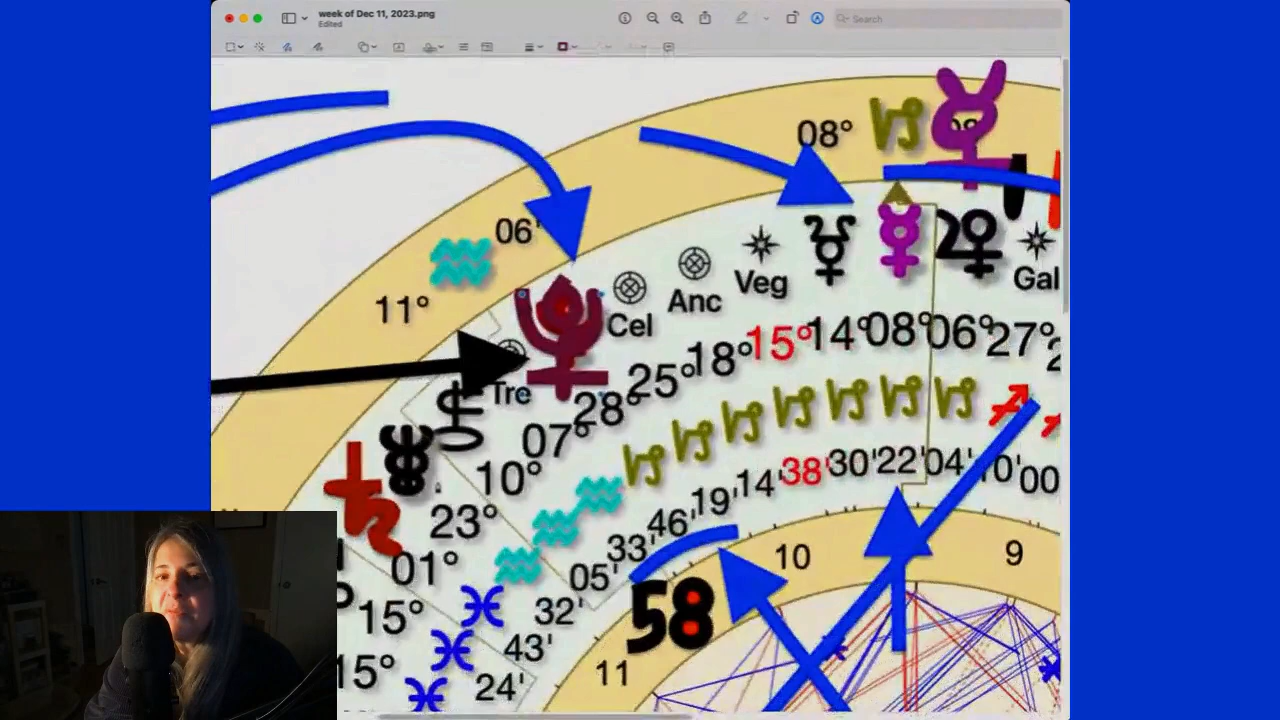 week of Dec 11, 2023.png
Edited
Search
08°
06'
11°
Cel
Anc
Veg
Gal
Tre
07° 28° 25° 18° 15° 14° 08° 06° 27°
10°
23°
01°
15°
15°
05' 33' 46' 19' 14' 38' 30' 22' 04' 10' 00
32'
43'
24'
58
10
9
11